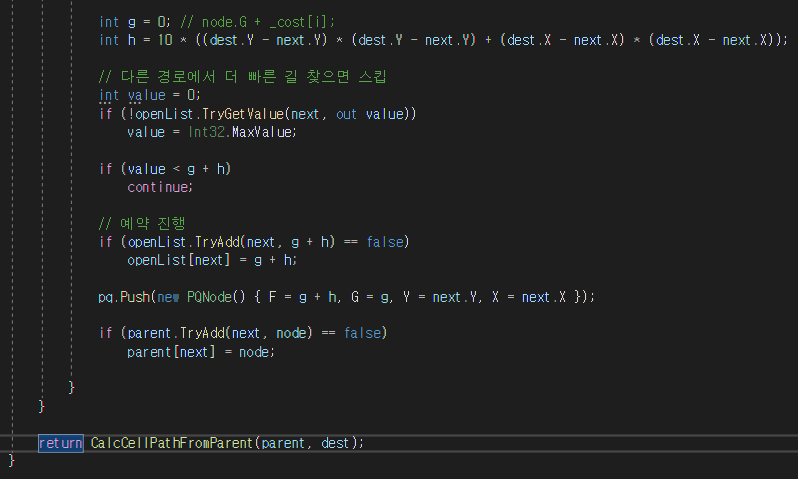 int g = 0; // node.G + _cost[i];
int h = 10 * ((dest.Y - next.Y) * (dest.Y - next.Y) + (dest.X - next.X) * (dest.X - next.X));
// 다른 경로에서 더 빠른 길 찾으면 스킵
int value = 0;
if (!openList.TryGetValue(next, out value))
value = Int32.MaxValue;
if (value < g + h)
continue;
// 예약 진행
if (openList.TryAdd(next, g + h) == false)
openList[next] = g + h;
pq.Push(new PQNode() { F = g + h, G = g, Y = next.Y, X = next.X });
if (parent.TryAdd(next, node) == false)
parent[next] = node;
}
}
return CalcCellPathFromParent(parent, dest);
}